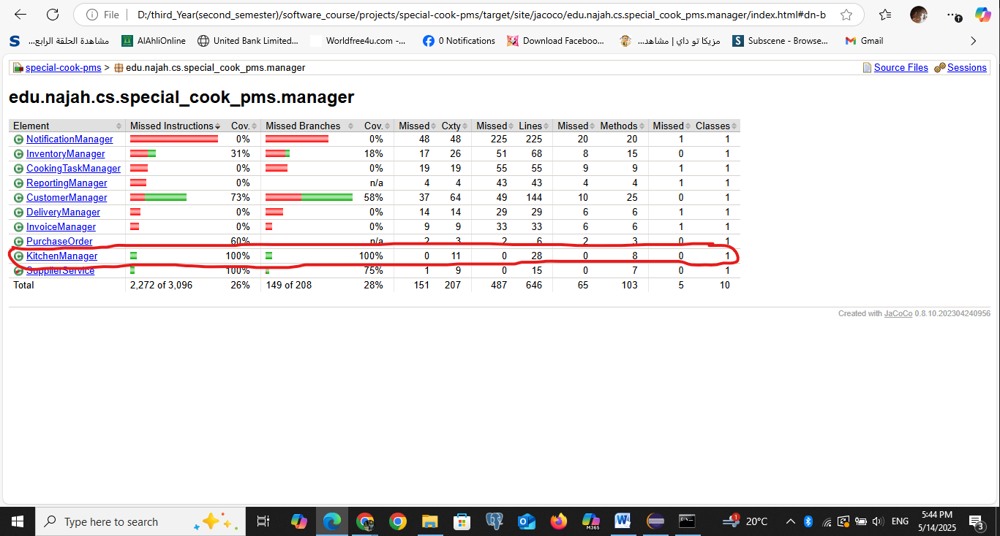 File D:/third_Year(second_semester)/software_course/projects/special-cook-pms/target/site/jacoco/edu.najah.cs.special_cook_pms.manager/index.html#dn-b
S مشاهدة الحلقة الرابع... AlAhliOnline United Bank Limited... Worldfree4u.com -... 0 Notifications Download Faceboo... مزيكا تو داي | مشاهد... S Subscene - Browse... Gmail
special-cook-pms > edu.najah.cs.special_cook_pms.manager Source Files Sessions
edu.najah.cs.special_cook_pms.manager
Element Missed Instructions Cov. Missed Branches Cov. Missed Cxty Missed Lines Missed Methods Missed Classes
C NotificationManager 0% 0% 48 48 225 225 20 20 1 1
C InventoryManager 31% 18% 17 26 51 68 8 15 0 1
C CookingTaskManager 0% 0% 19 19 55 55 9 9 1 1
C ReportingManager 0% n/a 4 4 43 43 4 4 1 1
C CustomerManager 73% 58% 37 64 49 144 10 25 0 1
C DeliveryManager 0% 0% 14 14 29 29 6 6 1 1
C InvoiceManager 0% 0% 9 9 33 33 6 6 1 1
C PurchaseOrder 60% n/a 2 3 2 6 2 3 0 1
C KitchenManager 100% 100% 0 11 0 28 0 8 0 1
SupplierService 100% 75% 1 9 0 15 0 7 0 1
Total 2,272 of 3,096 26% 149 of 208 28% 151 207 487 646 65 103 5 10
Created with JaCoCo 0.8.10.202304240956
Type here to search M365 W 1 20°C ENG 5:44 PM
5/14/2025 3